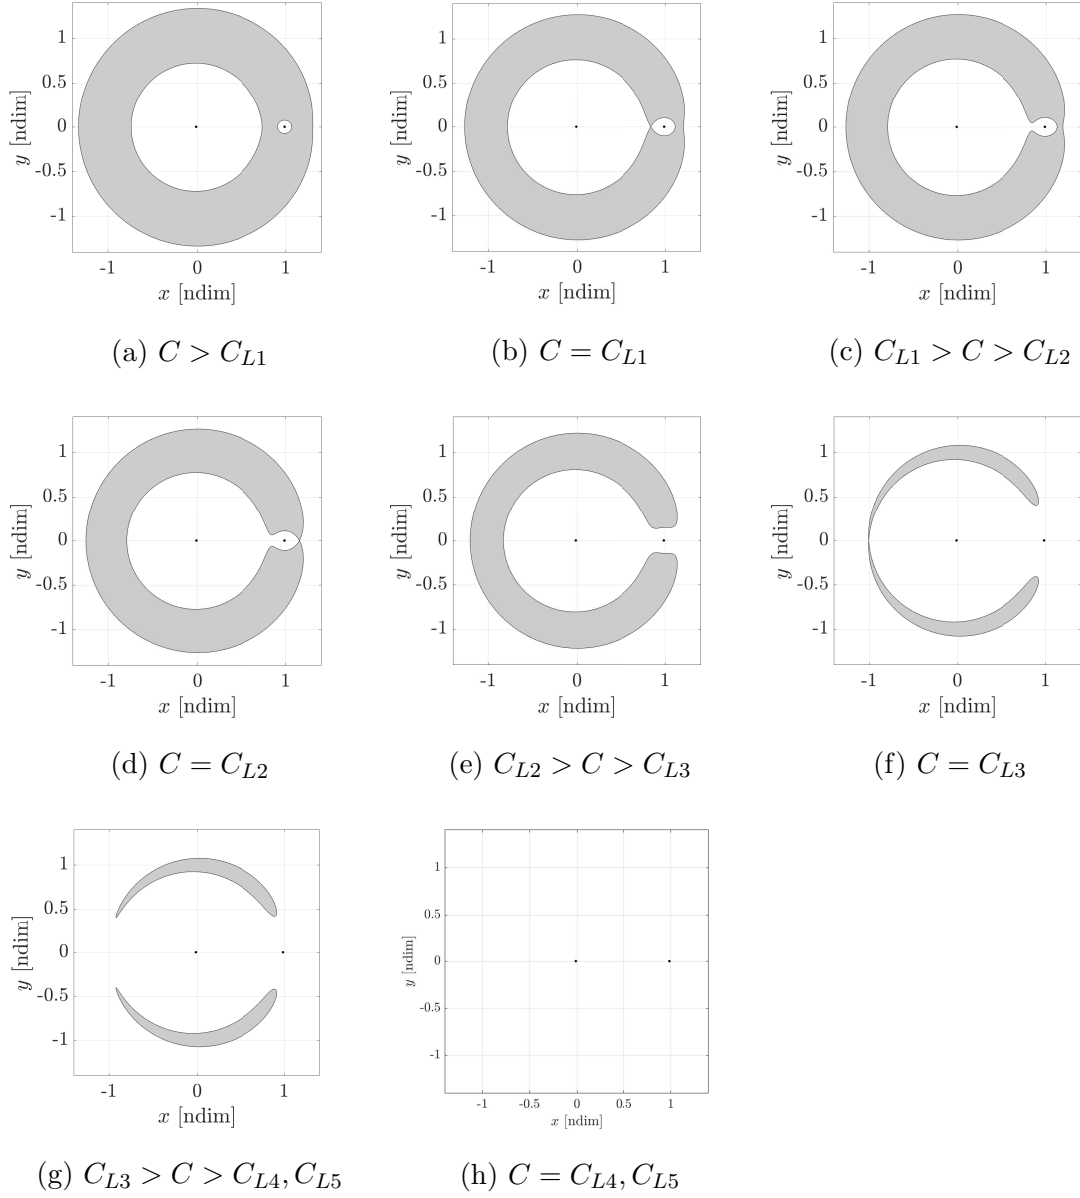 1
0.5
0
-0.5
-1
y [ndim]
-1 0 1
x [ndim]
(a) C > C_{L1}
1
0.5
0
-0.5
-1
y [ndim]
-1 0 1
x [ndim]
(b) C = C_{L1}
1
0.5
0
-0.5
-1
y [ndim]
-1 0 1
x [ndim]
(c) C_{L1} > C > C_{L2}
1
0.5
0
-0.5
-1
y [ndim]
-1 0 1
x [ndim]
(d) C = C_{L2}
1
0.5
0
-0.5
-1
y [ndim]
-1 0 1
x [ndim]
(e) C_{L2} > C > C_{L3}
1
0.5
0
-0.5
-1
y [ndim]
-1 0 1
x [ndim]
(f) C = C_{L3}
1
0.5
0
-0.5
-1
y [ndim]
-1 0 1
x [ndim]
(g) C_{L3} > C > C_{L4}, C_{L5}
1
0.5
0
-0.5
-1
y [ndim]
-1 -0.5 0 0.5 1
x [ndim]
(h) C = C_{L4}, C_{L5}